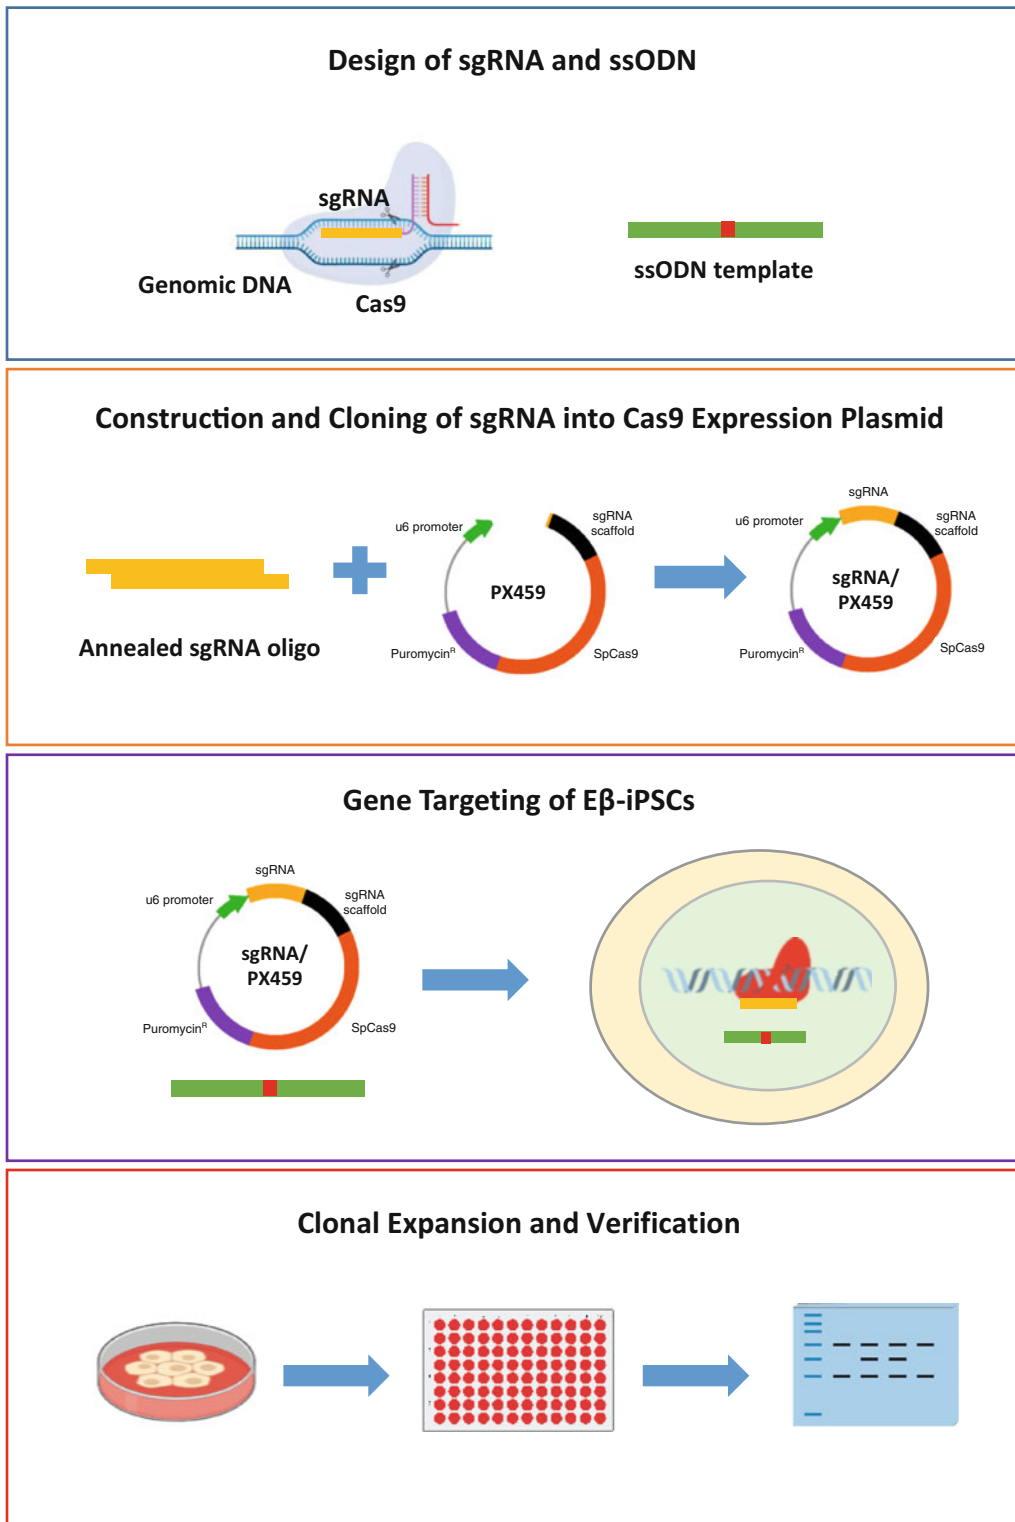 Design of sgRNA and ssODN
sgRNA
Genomic DNA
Cas9
ssODN template
Construction and Cloning of sgRNA into Cas9 Expression Plasmid
Annealed sgRNA oligo
u6 promoter
sgRNA
scaffold
PX459
Puromycinᴿ
SpCas9
sgRNA
u6 promoter
sgRNA
scaffold
sgRNA/
PX459
Puromycinᴿ
SpCas9
Gene Targeting of Eβ-iPSCs
sgRNA
u6 promoter
sgRNA
scaffold
sgRNA/
PX459
Puromycinᴿ
SpCas9
Clonal Expansion and Verification